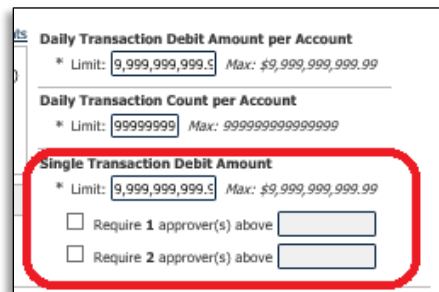 ts
Daily Transaction Debit Amount per Account
* Limit: 9,999,999,999.9 Max: $9,999,999,999.99
Daily Transaction Count per Account
* Limit: 99999999 Max: 999999999999999
Single Transaction Debit Amount
* Limit: 9,999,999,999.9 Max: $9,999,999,999.99
Require 1 approver(s) above
Require 2 approver(s) above